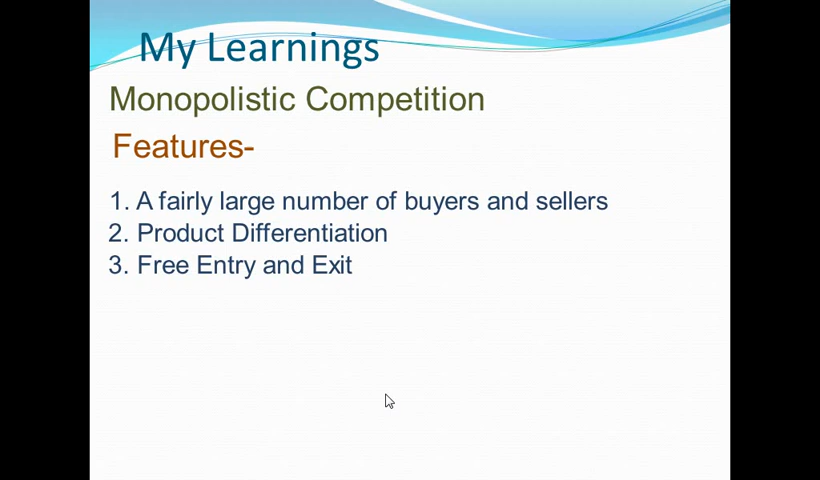 My Learnings
Monopolistic Competition
Features-
1. A fairly large number of buyers and sellers
2. Product Differentiation
3. Free Entry and Exit